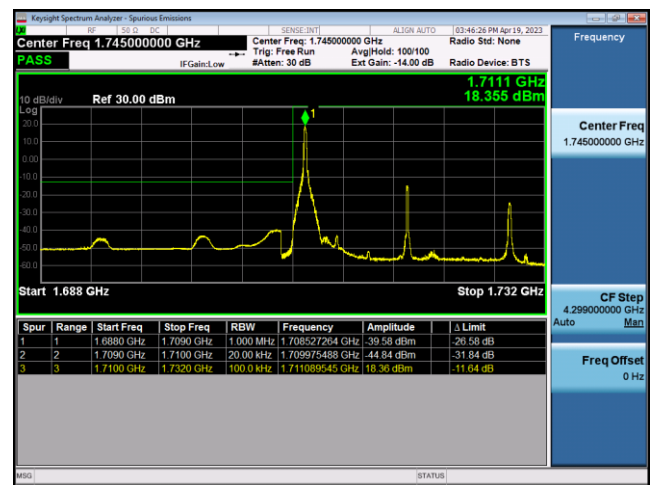 Keysight Spectrum Analyzer - Spurious Emissions
RF 50 Ω DC SENSE:INT ALIGN AUTO 03:46:26 PM Apr 19, 2023
Center Freq 1.745000000 GHz Center Freq: 1.745000000 GHz Radio Std: None
Trig: Free Run Avg|Hold: 100/100
PASS IFGain:Low #Atten: 30 dB Ext Gain: -14.00 dB Radio Device: BTS
1.7111 GHz
18.355 dBm
10 dB/div Ref 30.00 dBm
Log
20.0
1
10.0
0.00
-10.0
-20.0
-30.0
-40.0
-50.0
-60.0
Start 1.688 GHz Stop 1.732 GHz
Spur Range Start Freq Stop Freq RBW Frequency Amplitude Δ Limit
1 1 1.6880 GHz 1.7090 GHz 1.000 MHz 1.708527264 GHz -39.58 dBm -26.58 dB
2 2 1.7090 GHz 1.7100 GHz 20.00 kHz 1.709975488 GHz -44.84 dBm -31.84 dB
3 3 1.7100 GHz 1.7320 GHz 100.0 kHz 1.711089545 GHz 18.36 dBm -11.64 dB
MSG STATUS
Frequency
Center Freq
1.745000000 GHz
CF Step
4.299000000 GHz
Auto Man
Freq Offset
0 Hz